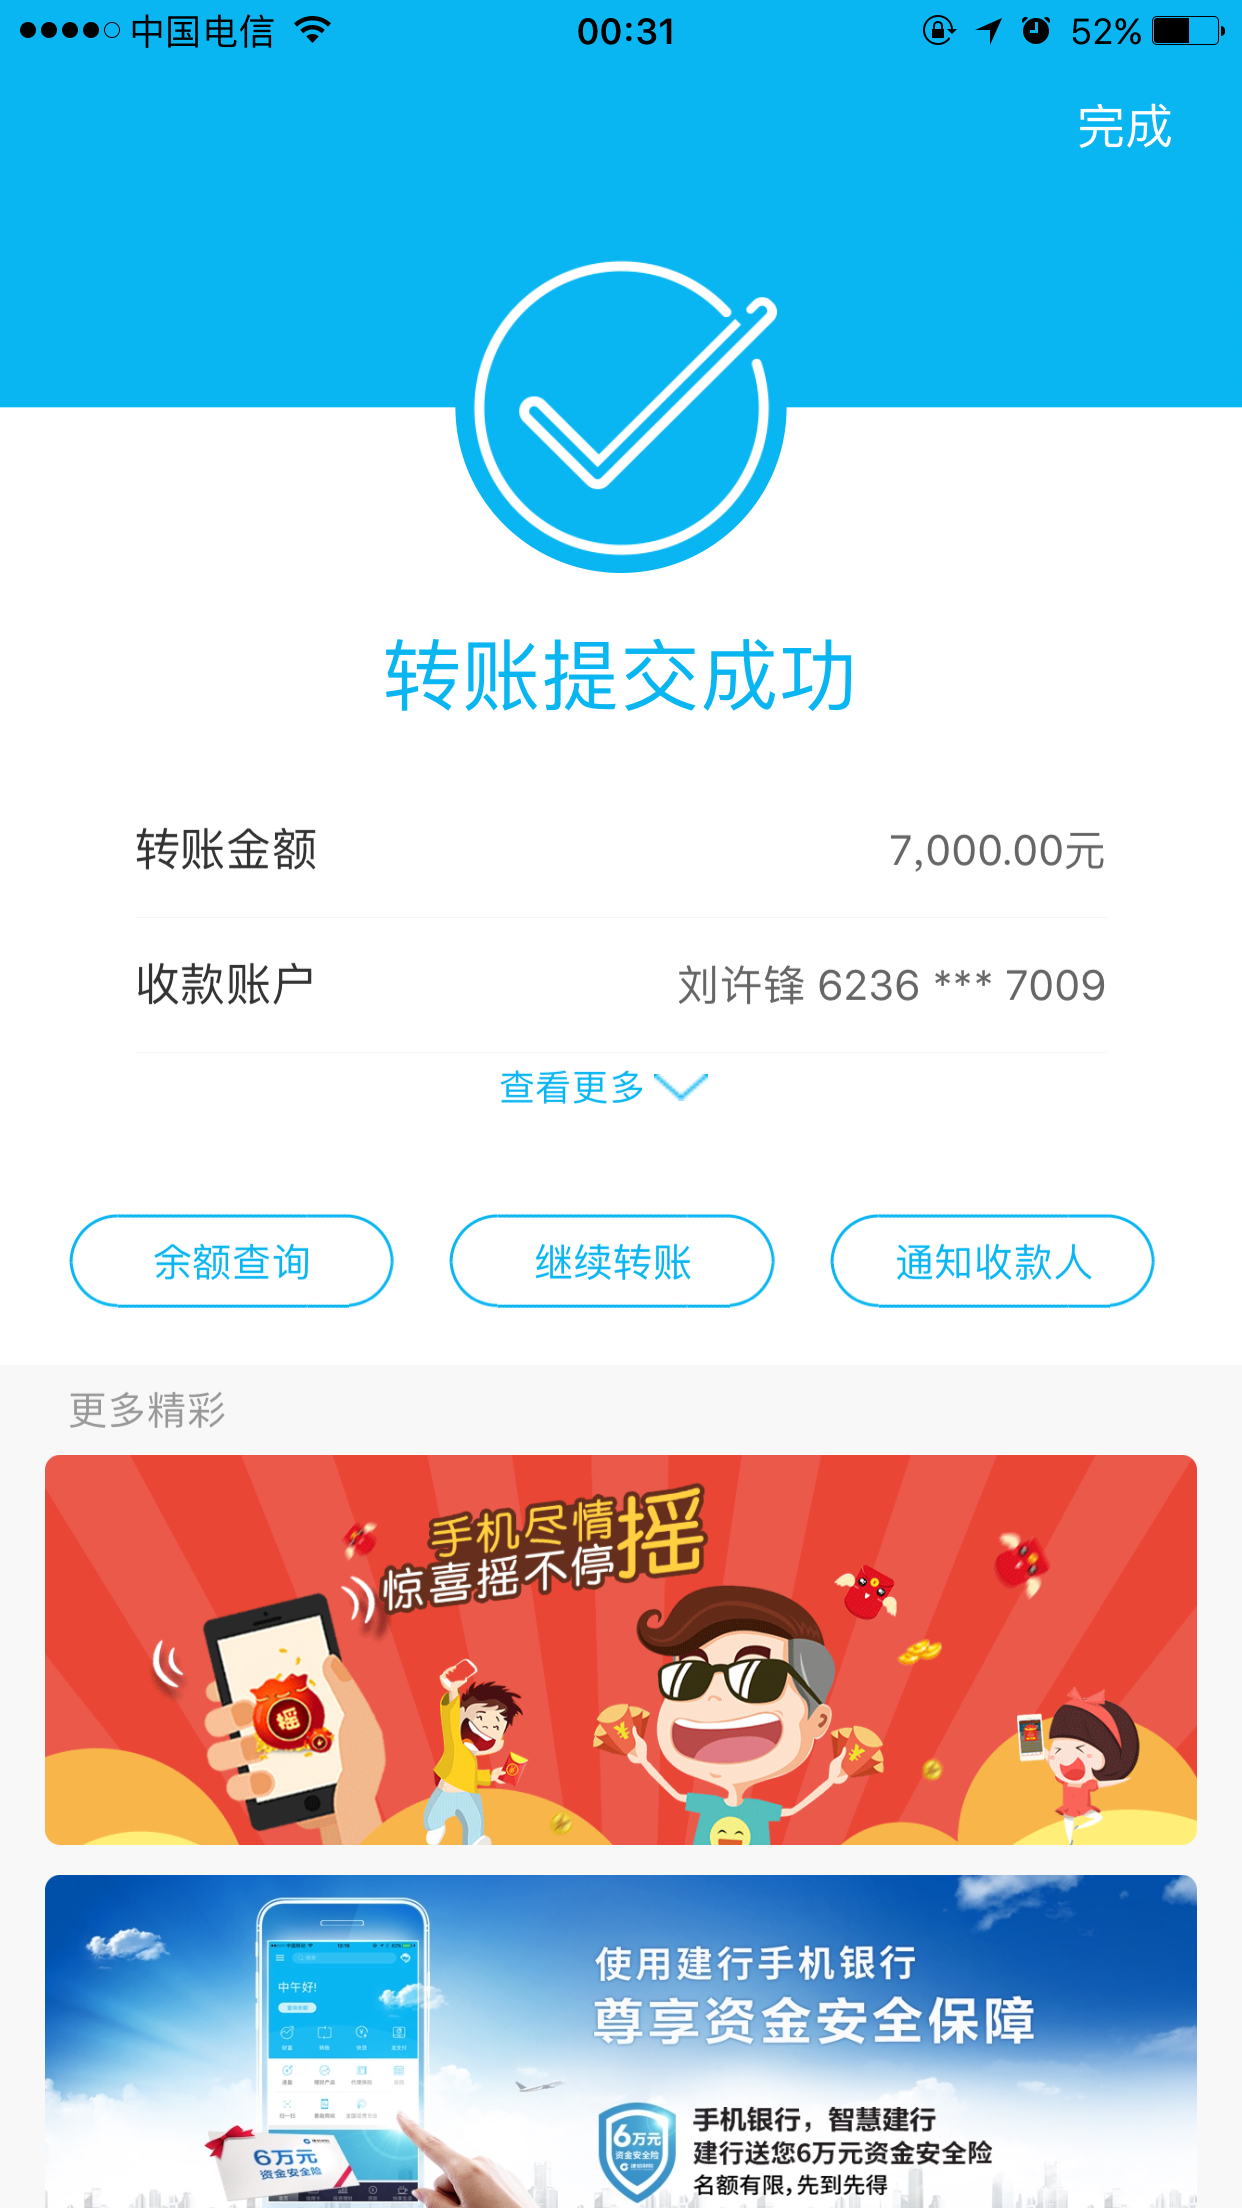 中国电信 00:31 52%
完成
转账提交成功
转账金额 7,000.00元
收款账户 刘许锋 6236 *** 7009
查看更多
余额查询 继续转账 通知收款人
更多精彩
手机尽情摇
惊喜摇不停
摇
使用建行手机银行
尊享资金安全保障
中午好!
6万元
资金安全险
6万元
资金安全险
手机银行，智慧建行
建行送您6万元资金安全险
名额有限,先到先得